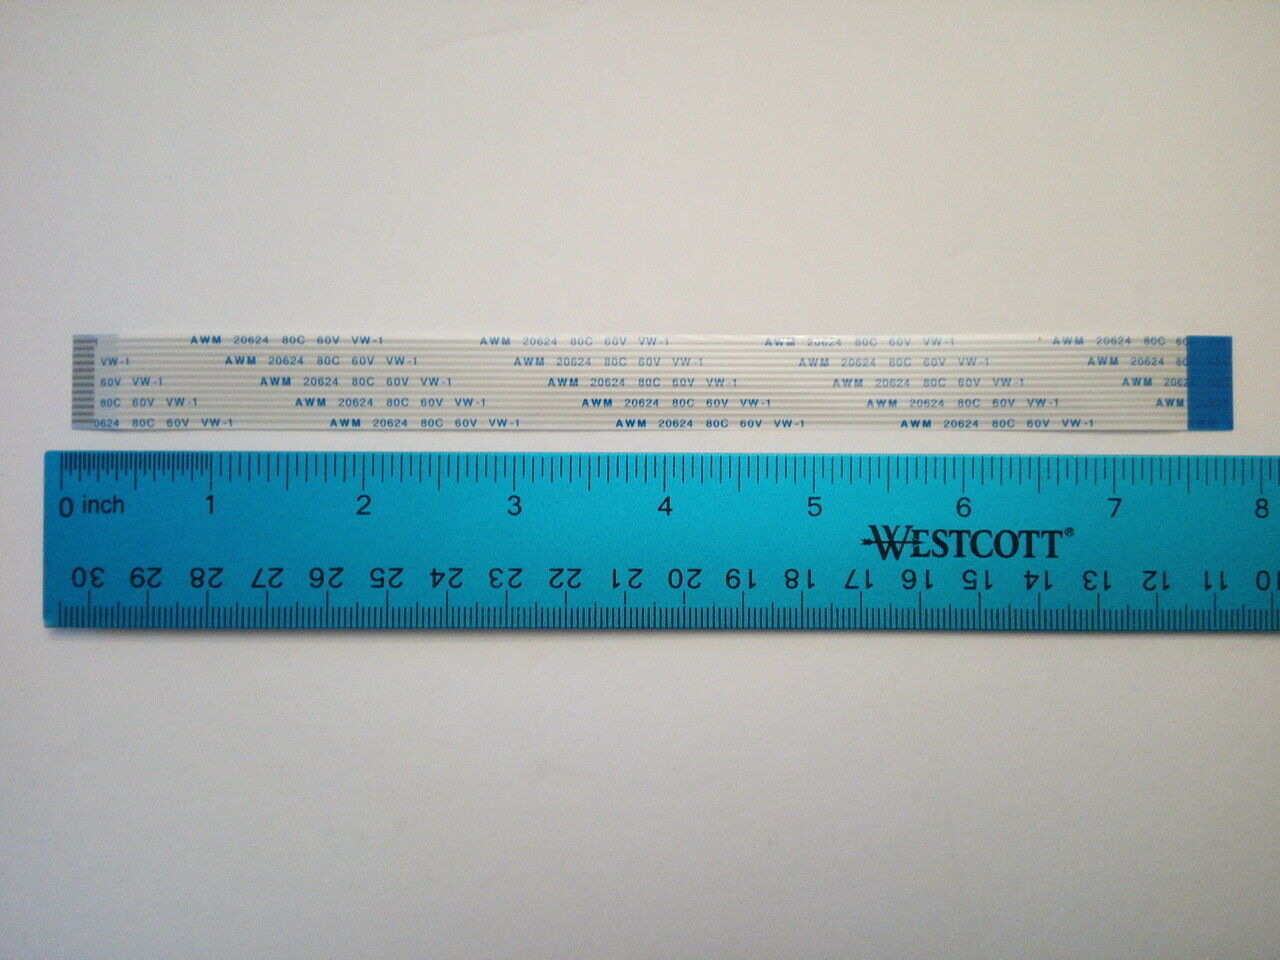 AWM 20624 80C 60V VW-1 AWM 20624 80C 60V VW-1 AWM 20624 80C 60V VW-1 AWM 20624 80C 6
VW-1 AWM 20624 80C 60V VW-1 AWM 20624 80C 60V VW-1 AWM 20624 80C 60V VW-1 AWM 20624 80
60V VW-1 AWM 20624 80C 60V VW-1 AWM 20624 80C 60V VW-1 AWM 20624 80C 60V VW-1 AWM 2062
80C 60V VW-1 AWM 20624 80C 60V VW-1 AWM 20624 80C 60V VW-1 AWM 20624 80C 60V VW-1 AWM
0624 80C 60V VW-1 AWM 20624 80C 60V VW-1 AWM 20624 80C 60V VW-1 AWM 20624 80C 60V VW-1
0 inch 1 2 3 4 5 6 7 8
WESTCOTT®
30 29 28 27 26 25 24 23 22 21 20 19 18 17 16 15 14 13 12 11 10